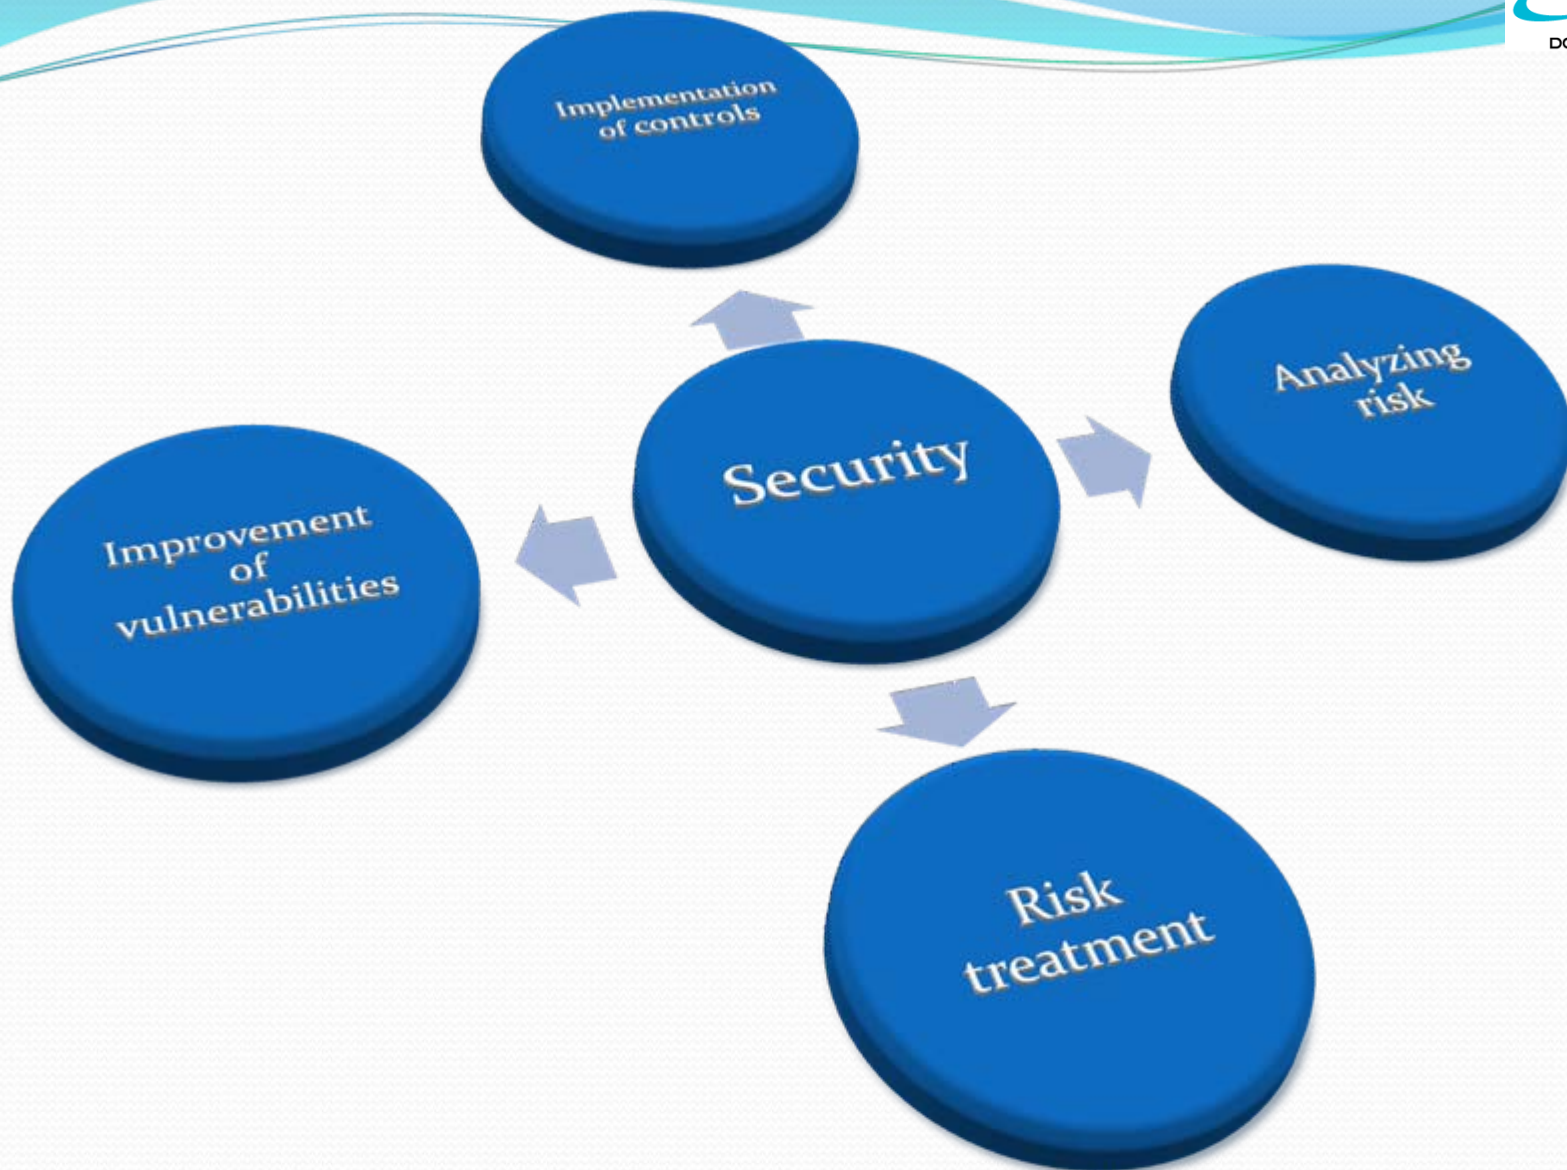 Implementation
of controls
Analyzing
risk
Security
Improvement
of
vulnerabilities
Risk
treatment